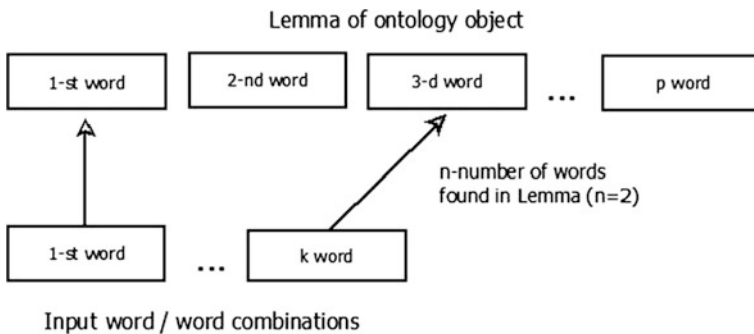 Lemma of ontology object
1-st word 2-nd word 3-d word ... p word
n-number of words
found in Lemma (n=2)
1-st word ... k word
Input word / word combinations